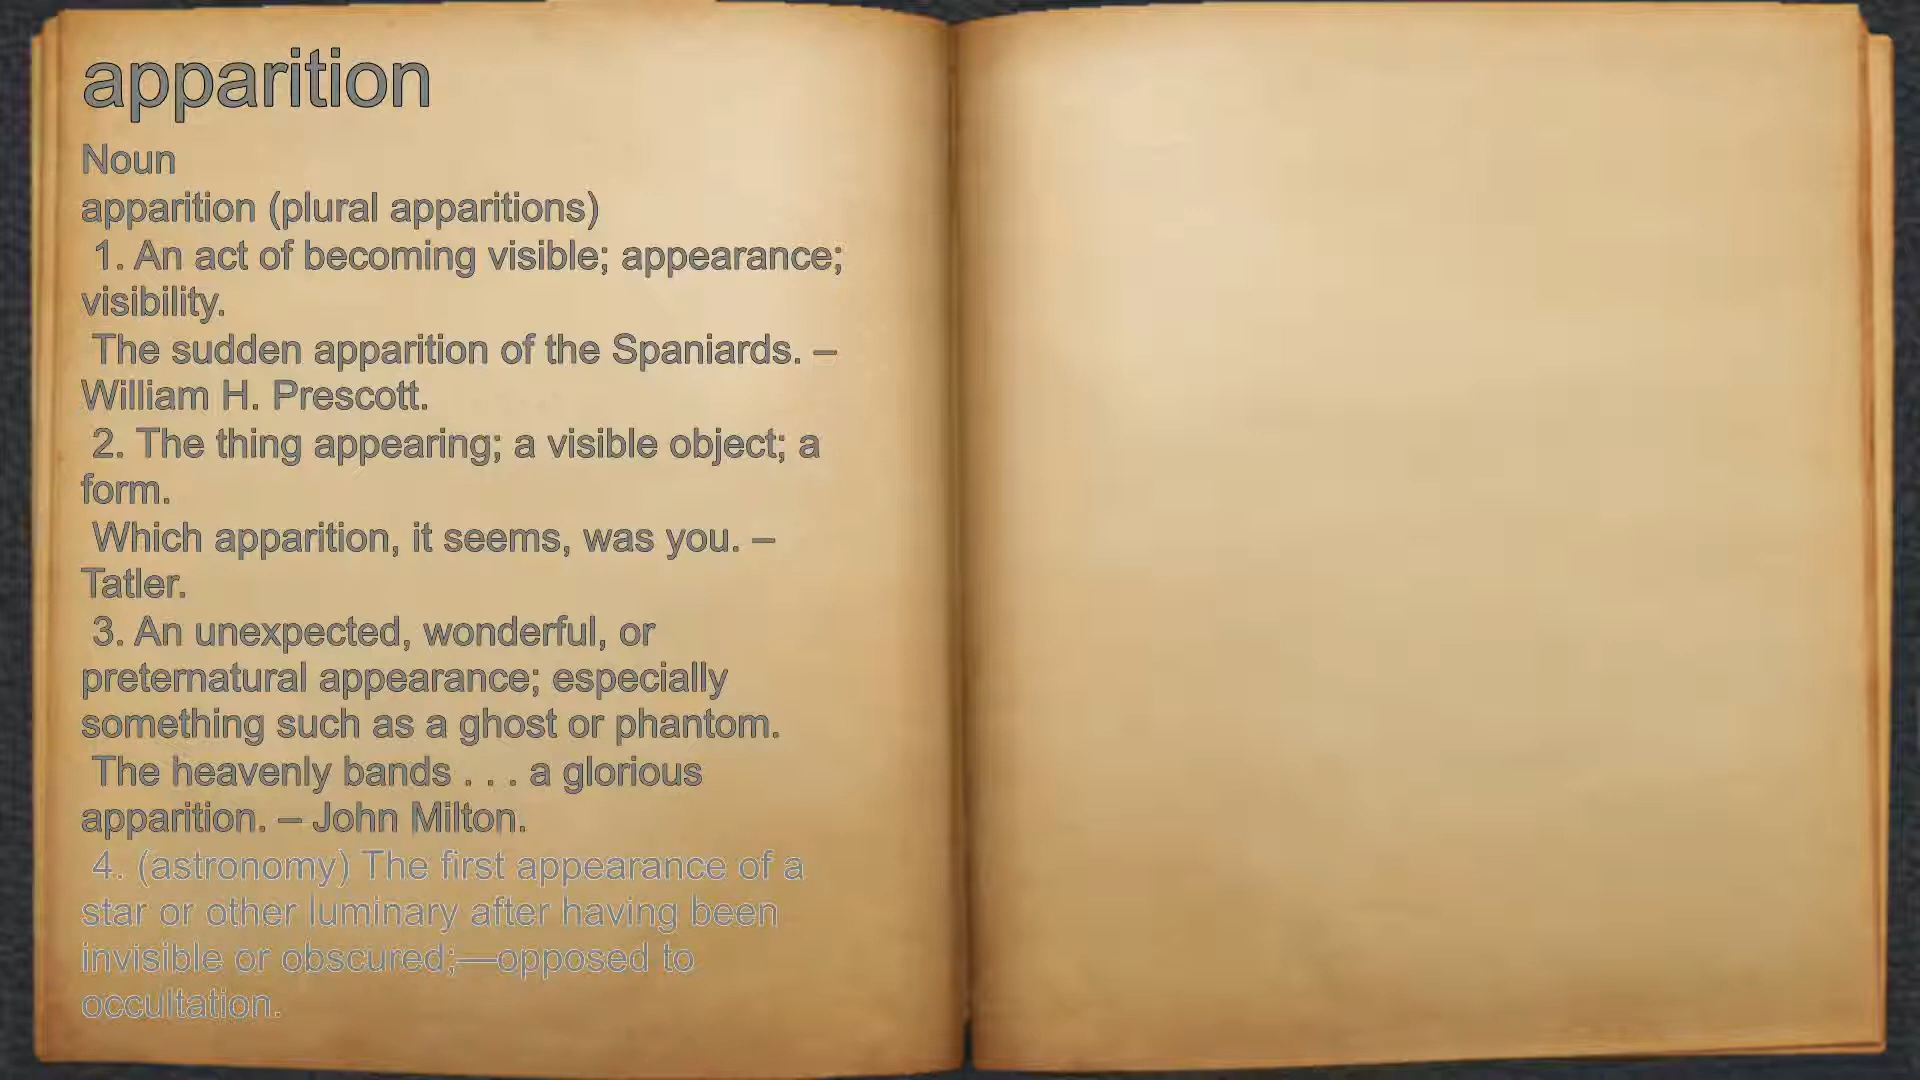 apparition
Noun
apparition (plural apparitions)
1. An act of becoming visible; appearance;
visibility.
The sudden apparition of the Spaniards. –
William H. Prescott.
2. The thing appearing; a visible object; a
form.
Which apparition, it seems, was you. –
Tatler.
3. An unexpected, wonderful, or
preternatural appearance; especially
something such as a ghost or phantom.
The heavenly bands . . . a glorious
apparition. – John Milton.
4. (astronomy) The first appearance of a
star or other luminary after having been
invisible or obscured;—opposed to
occultation.